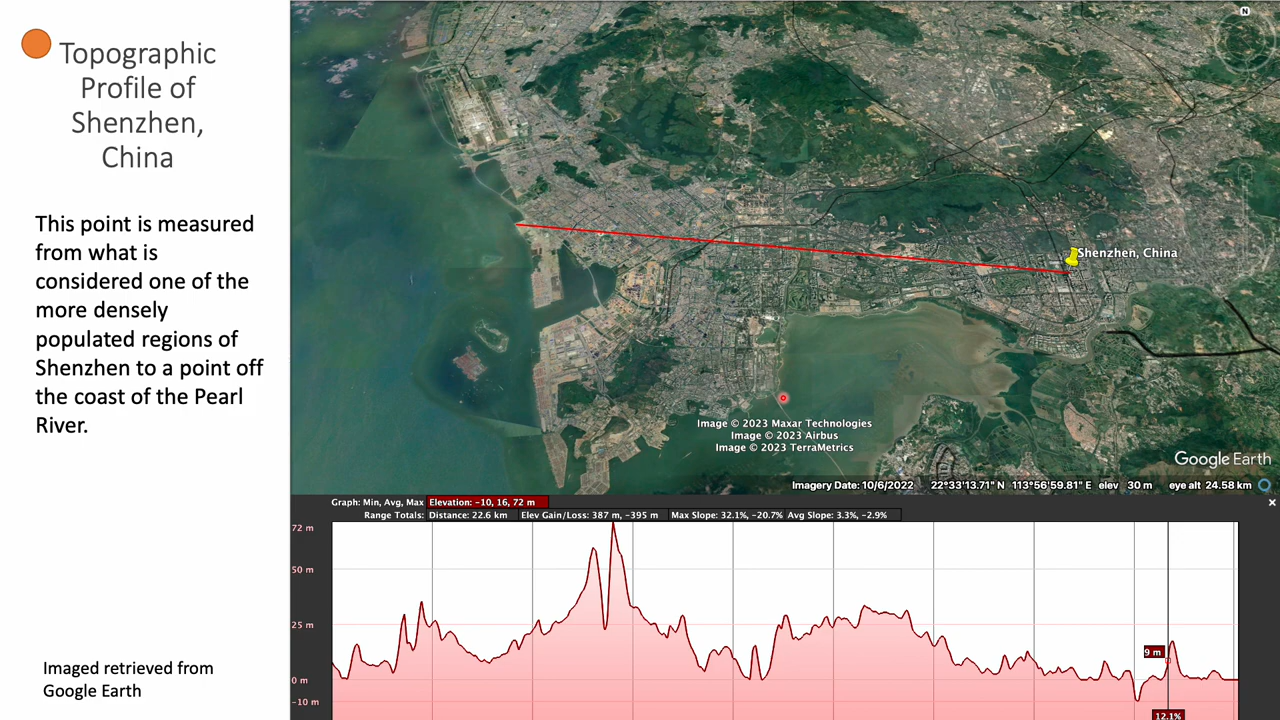 Topographic
Profile of
Shenzhen,
China
This point is measured
from what is
considered one of the
more densely
populated regions of
Shenzhen to a point off
the coast of the Pearl
River.
Imaged retrieved from
Google Earth
N
Shenzhen, China
Image © 2023 Maxar Technologies
Image © 2023 Airbus
Image © 2023 TerraMetrics
Google Earth
Imagery Date: 10/6/2022 22°33'13.71" N 113°56'59.81" E elev 30 m eye alt 24.58 km
Graph: Min, Avg, Max Elevation: -10, 16, 72 m
Range Totals: Distance: 22.6 km Elev Gain/Loss: 387 m, -395 m Max Slope: 32.1%, -20.7% Avg Slope: 3.3%, -2.9%
72 m
50 m
25 m
9 m
0 m
-10 m
12.1%